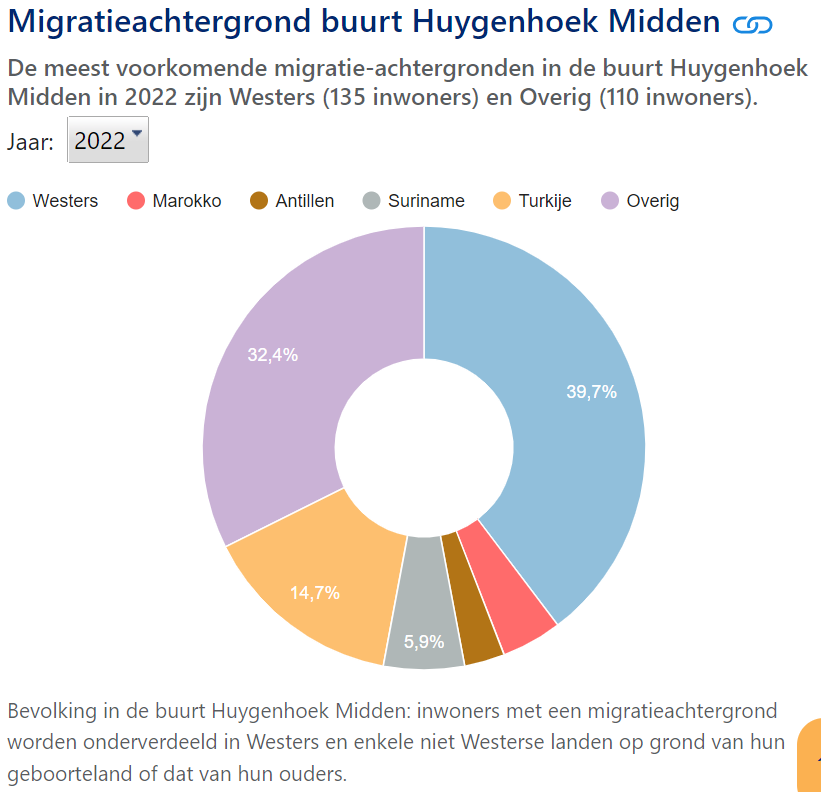 Migratieachtergrond buurt Huygenhoek Midden
De meest voorkomende migratie-achtergronden in de buurt Huygenhoek
Midden in 2022 zijn Westers (135 inwoners) en Overig (110 inwoners).
Jaar: 2022
Westers Marokko Antillen Suriname Turkije Overig
32,4%
39,7%
14,7%
5,9%
Bevolking in de buurt Huygenhoek Midden: inwoners met een migratieachtergrond
worden onderverdeeld in Westers en enkele niet Westerse landen op grond van hun
geboorteland of dat van hun ouders.